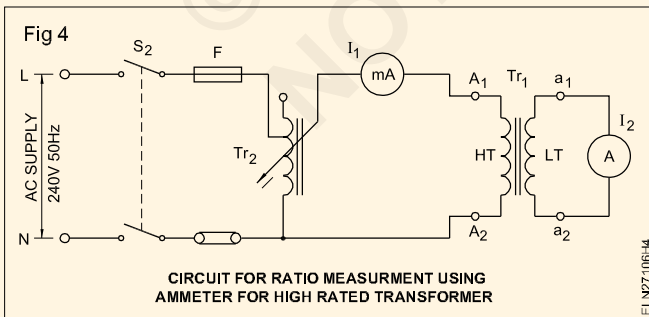 Fig 4
S2
F
I1
mA
A1
Tr1
a1
L
AC SUPPLY
240V 50Hz
Tr2
HT
LT
I2
A
N
A2
a2
CIRCUIT FOR RATIO MEASURMENT USING
AMMETER FOR HIGH RATED TRANSFORMER
ELN27106H4